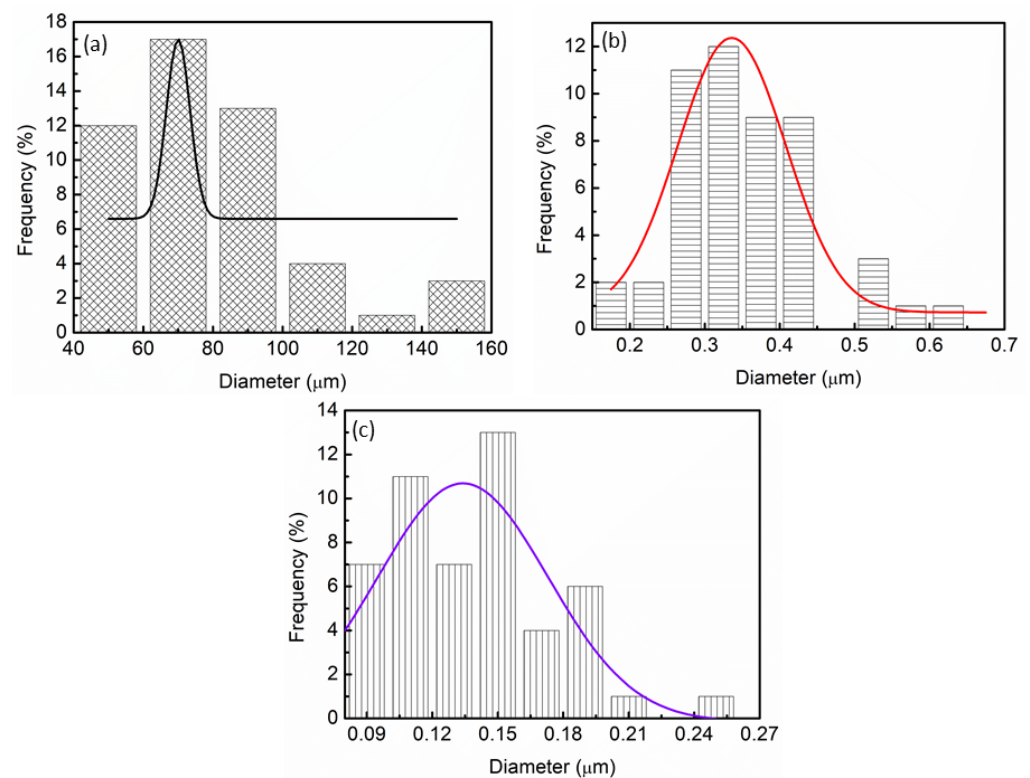 (a)
Frequency (%)
18
16
14
12
10
8
6
4
2
0
40 60 80 100 120 140 160
Diameter (μm)
(b)
Frequency (%)
12
10
8
6
4
2
0
0.2 0.3 0.4 0.5 0.6 0.7
Diameter (μm)
(c)
Frequency (%)
14
12
10
8
6
4
2
0
0.09 0.12 0.15 0.18 0.21 0.24 0.27
Diameter (μm)